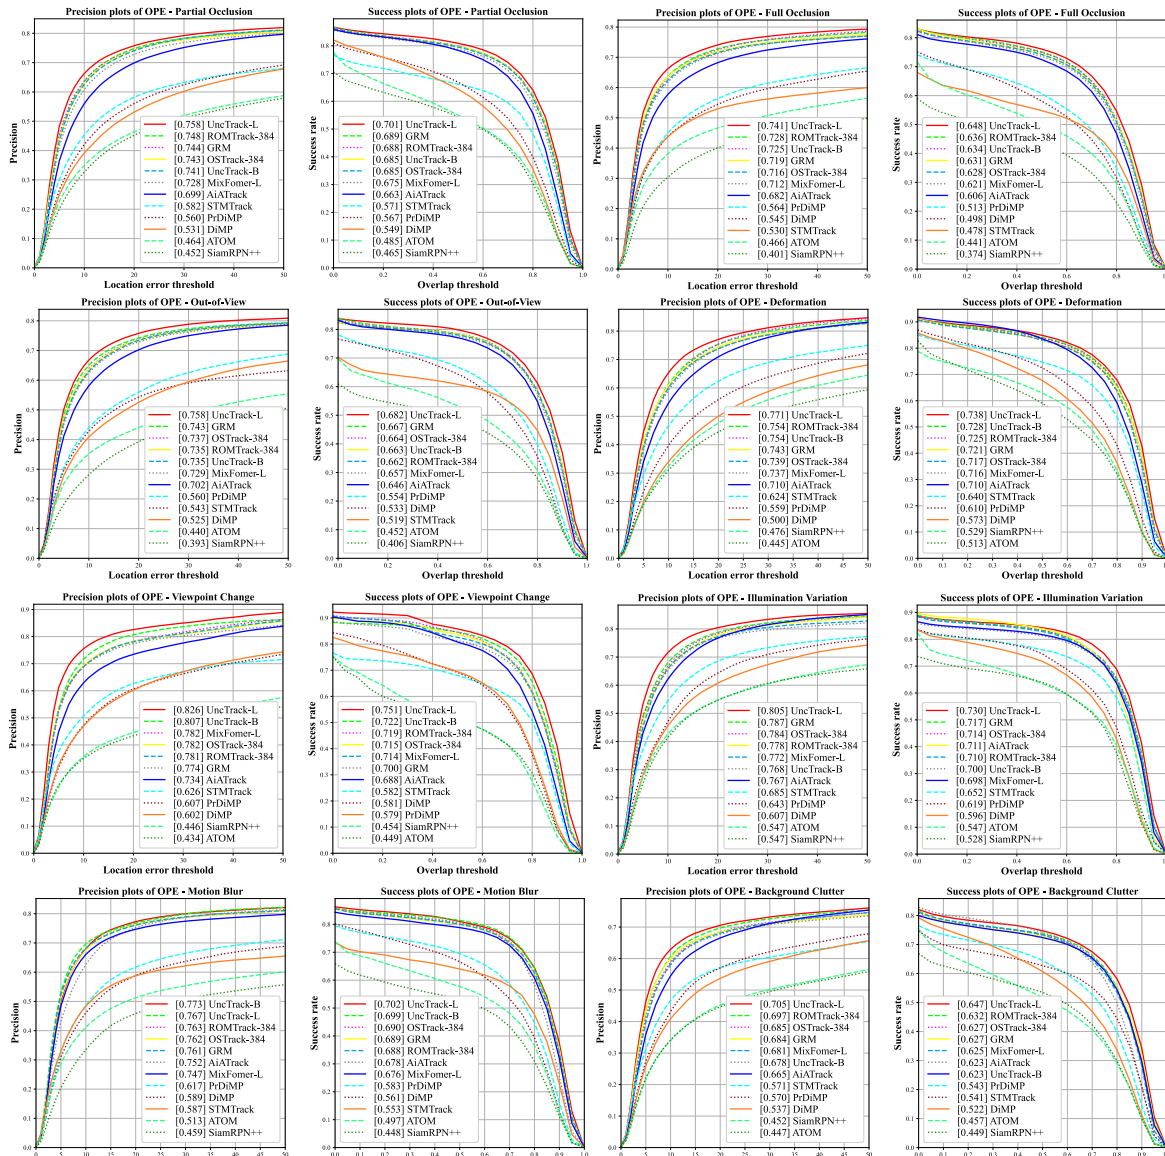 Precision plots of OPE - Partial Occlusion
Precision
[0.758] UncTrack-L
[0.748] ROMTrack-384
[0.744] GRM
[0.743] OSTrack-384
[0.741] UncTrack-B
[0.728] MixFomer-L
[0.699] AiATrack
[0.582] STMTrack
[0.560] PrDiMP
[0.531] DiMP
[0.464] ATOM
[0.452] SiamRPN++
Location error threshold
Success plots of OPE - Partial Occlusion
Success rate
[0.701] UncTrack-L
[0.689] GRM
[0.688] ROMTrack-384
[0.685] UncTrack-B
[0.685] OSTrack-384
[0.675] MixFomer-L
[0.663] AiATrack
[0.571] STMTrack
[0.567] PrDiMP
[0.549] DiMP
[0.485] ATOM
[0.465] SiamRPN++
Overlap threshold
Precision plots of OPE - Full Occlusion
Precision
[0.741] UncTrack-L
[0.728] ROMTrack-384
[0.725] UncTrack-B
[0.719] GRM
[0.716] OSTrack-384
[0.712] MixFomer-L
[0.682] AiATrack
[0.564] PrDiMP
[0.545] DiMP
[0.530] STMTrack
[0.466] ATOM
[0.401] SiamRPN++
Location error threshold
Success plots of OPE - Full Occlusion
Success rate
[0.648] UncTrack-L
[0.636] ROMTrack-384
[0.634] UncTrack-B
[0.631] GRM
[0.628] OSTrack-384
[0.621] MixFomer-L
[0.606] AiATrack
[0.513] PrDiMP
[0.498] DiMP
[0.478] STMTrack
[0.441] ATOM
[0.374] SiamRPN++
Overlap threshold
Precision plots of OPE - Out-of-View
Precision
[0.758] UncTrack-L
[0.743] GRM
[0.737] OSTrack-384
[0.735] ROMTrack-384
[0.735] UncTrack-B
[0.729] MixFomer-L
[0.702] AiATrack
[0.560] PrDiMP
[0.543] STMTrack
[0.525] DiMP
[0.440] ATOM
[0.393] SiamRPN++
Location error threshold
Success plots of OPE - Out-of-View
Success rate
[0.682] UncTrack-L
[0.667] GRM
[0.664] OSTrack-384
[0.663] UncTrack-B
[0.662] ROMTrack-384
[0.657] MixFomer-L
[0.646] AiATrack
[0.554] PrDiMP
[0.533] DiMP
[0.519] STMTrack
[0.452] ATOM
[0.406] SiamRPN++
Overlap threshold
Precision plots of OPE - Deformation
Precision
[0.771] UncTrack-L
[0.754] ROMTrack-384
[0.754] UncTrack-B
[0.743] GRM
[0.739] OSTrack-384
[0.737] MixFomer-L
[0.710] AiATrack
[0.624] STMTrack
[0.559] PrDiMP
[0.500] DiMP
[0.476] SiamRPN++
[0.445] ATOM
Location error threshold
Success plots of OPE - Deformation
Success rate
[0.738] UncTrack-L
[0.728] UncTrack-B
[0.725] ROMTrack-384
[0.721] GRM
[0.717] OSTrack-384
[0.716] MixFomer-L
[0.710] AiATrack
[0.640] STMTrack
[0.610] PrDiMP
[0.573] DiMP
[0.529] SiamRPN++
[0.513] ATOM
Overlap threshold
Precision plots of OPE - Viewpoint Change
Precision
[0.826] UncTrack-L
[0.807] UncTrack-B
[0.782] MixFomer-L
[0.782] OSTrack-384
[0.781] ROMTrack-384
[0.774] GRM
[0.734] AiATrack
[0.626] STMTrack
[0.607] PrDiMP
[0.602] DiMP
[0.446] SiamRPN++
[0.434] ATOM
Location error threshold
Success plots of OPE - Viewpoint Change
Success rate
[0.751] UncTrack-L
[0.722] UncTrack-B
[0.719] ROMTrack-384
[0.715] OSTrack-384
[0.714] MixFomer-L
[0.700] GRM
[0.688] AiATrack
[0.582] STMTrack
[0.581] DiMP
[0.579] PrDiMP
[0.454] SiamRPN++
[0.449] ATOM
Overlap threshold
Precision plots of OPE - Illumination Variation
Precision
[0.805] UncTrack-L
[0.787] GRM
[0.784] OSTrack-384
[0.778] ROMTrack-384
[0.772] MixFomer-L
[0.768] UncTrack-B
[0.767] AiATrack
[0.685] STMTrack
[0.643] PrDiMP
[0.607] DiMP
[0.547] ATOM
[0.547] SiamRPN++
Location error threshold
Success plots of OPE - Illumination Variation
Success rate
[0.730] UncTrack-L
[0.717] GRM
[0.714] OSTrack-384
[0.711] AiATrack
[0.710] ROMTrack-384
[0.700] UncTrack-B
[0.698] MixFomer-L
[0.652] STMTrack
[0.619] PrDiMP
[0.596] DiMP
[0.547] ATOM
[0.528] SiamRPN++
Overlap threshold
Precision plots of OPE - Motion Blur
Precision
[0.773] UncTrack-B
[0.767] UncTrack-L
[0.763] ROMTrack-384
[0.762] OSTrack-384
[0.761] GRM
[0.752] AiATrack
[0.747] MixFomer-L
[0.617] PrDiMP
[0.589] DiMP
[0.587] STMTrack
[0.513] ATOM
[0.459] SiamRPN++
Success plots of OPE - Motion Blur
Success rate
[0.702] UncTrack-L
[0.699] UncTrack-B
[0.690] OSTrack-384
[0.689] GRM
[0.688] ROMTrack-384
[0.678] AiATrack
[0.676] MixFomer-L
[0.583] PrDiMP
[0.561] DiMP
[0.553] STMTrack
[0.497] ATOM
[0.448] SiamRPN++
Precision plots of OPE - Background Clutter
Precision
[0.705] UncTrack-L
[0.697] ROMTrack-384
[0.685] OSTrack-384
[0.684] GRM
[0.681] MixFomer-L
[0.678] UncTrack-B
[0.665] AiATrack
[0.571] STMTrack
[0.570] PrDiMP
[0.537] DiMP
[0.452] SiamRPN++
[0.447] ATOM
Success plots of OPE - Background Clutter
Success rate
[0.647] UncTrack-L
[0.632] ROMTrack-384
[0.627] OSTrack-384
[0.627] GRM
[0.625] MixFomer-L
[0.623] AiATrack
[0.623] UncTrack-B
[0.543] PrDiMP
[0.541] STMTrack
[0.522] DiMP
[0.457] ATOM
[0.449] SiamRPN++